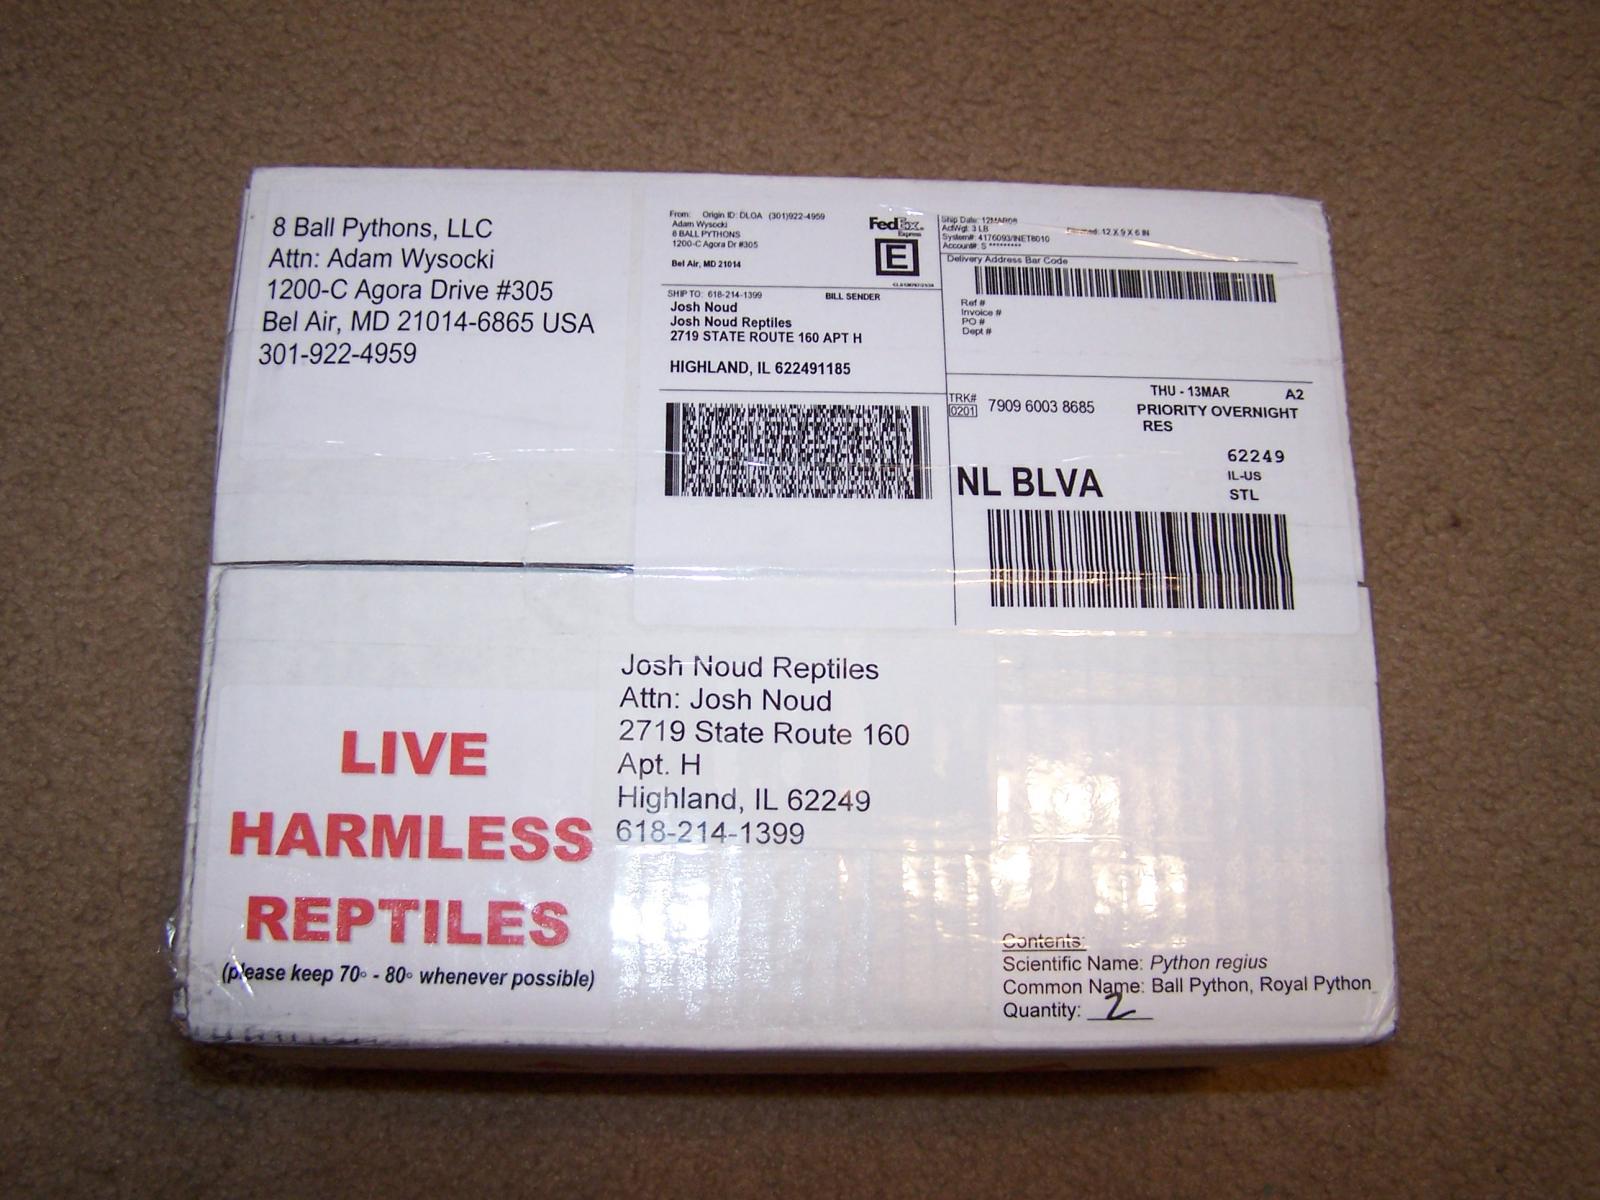 8 Ball Pythons, LLC
Attn: Adam Wysocki
1200-C Agora Drive #305
Bel Air, MD 21014-6865 USA
301-922-4959
From: Origin ID: DLOA (301)922-4959
Adam Wysocki
8 BALL PYTHONS
1200-C Agora Dr #305
Bel Air, MD 21014
FedEx
Express
E
Ship Date: 12MAR08
ActWgt: 3 LB
System#: 4176093/INET8010
Account#: S *********
12 X 9 X 6 IN
Delivery Address Bar Code
SHIP TO: 618-214-1399 BILL SENDER
Josh Noud
Josh Noud Reptiles
2719 STATE ROUTE 160 APT H
HIGHLAND, IL 622491185
Ref #
Invoice #
PO #
Dept #
TRK#
0201
7909 6003 8685
THU - 13MAR A2
PRIORITY OVERNIGHT
RES
62249
IL-US
STL
NL BLVA
Josh Noud Reptiles
Attn: Josh Noud
2719 State Route 160
Apt. H
Highland, IL 62249
618-214-1399
LIVE
HARMLESS
REPTILES
(please keep 70° - 80° whenever possible)
Contents:
Scientific Name: Python regius
Common Name: Ball Python, Royal Python
Quantity: 2